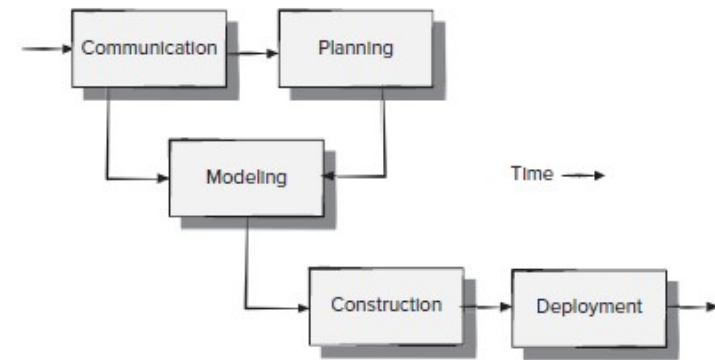 Communication
Planning
Modeling
Time
Construction
Deployment